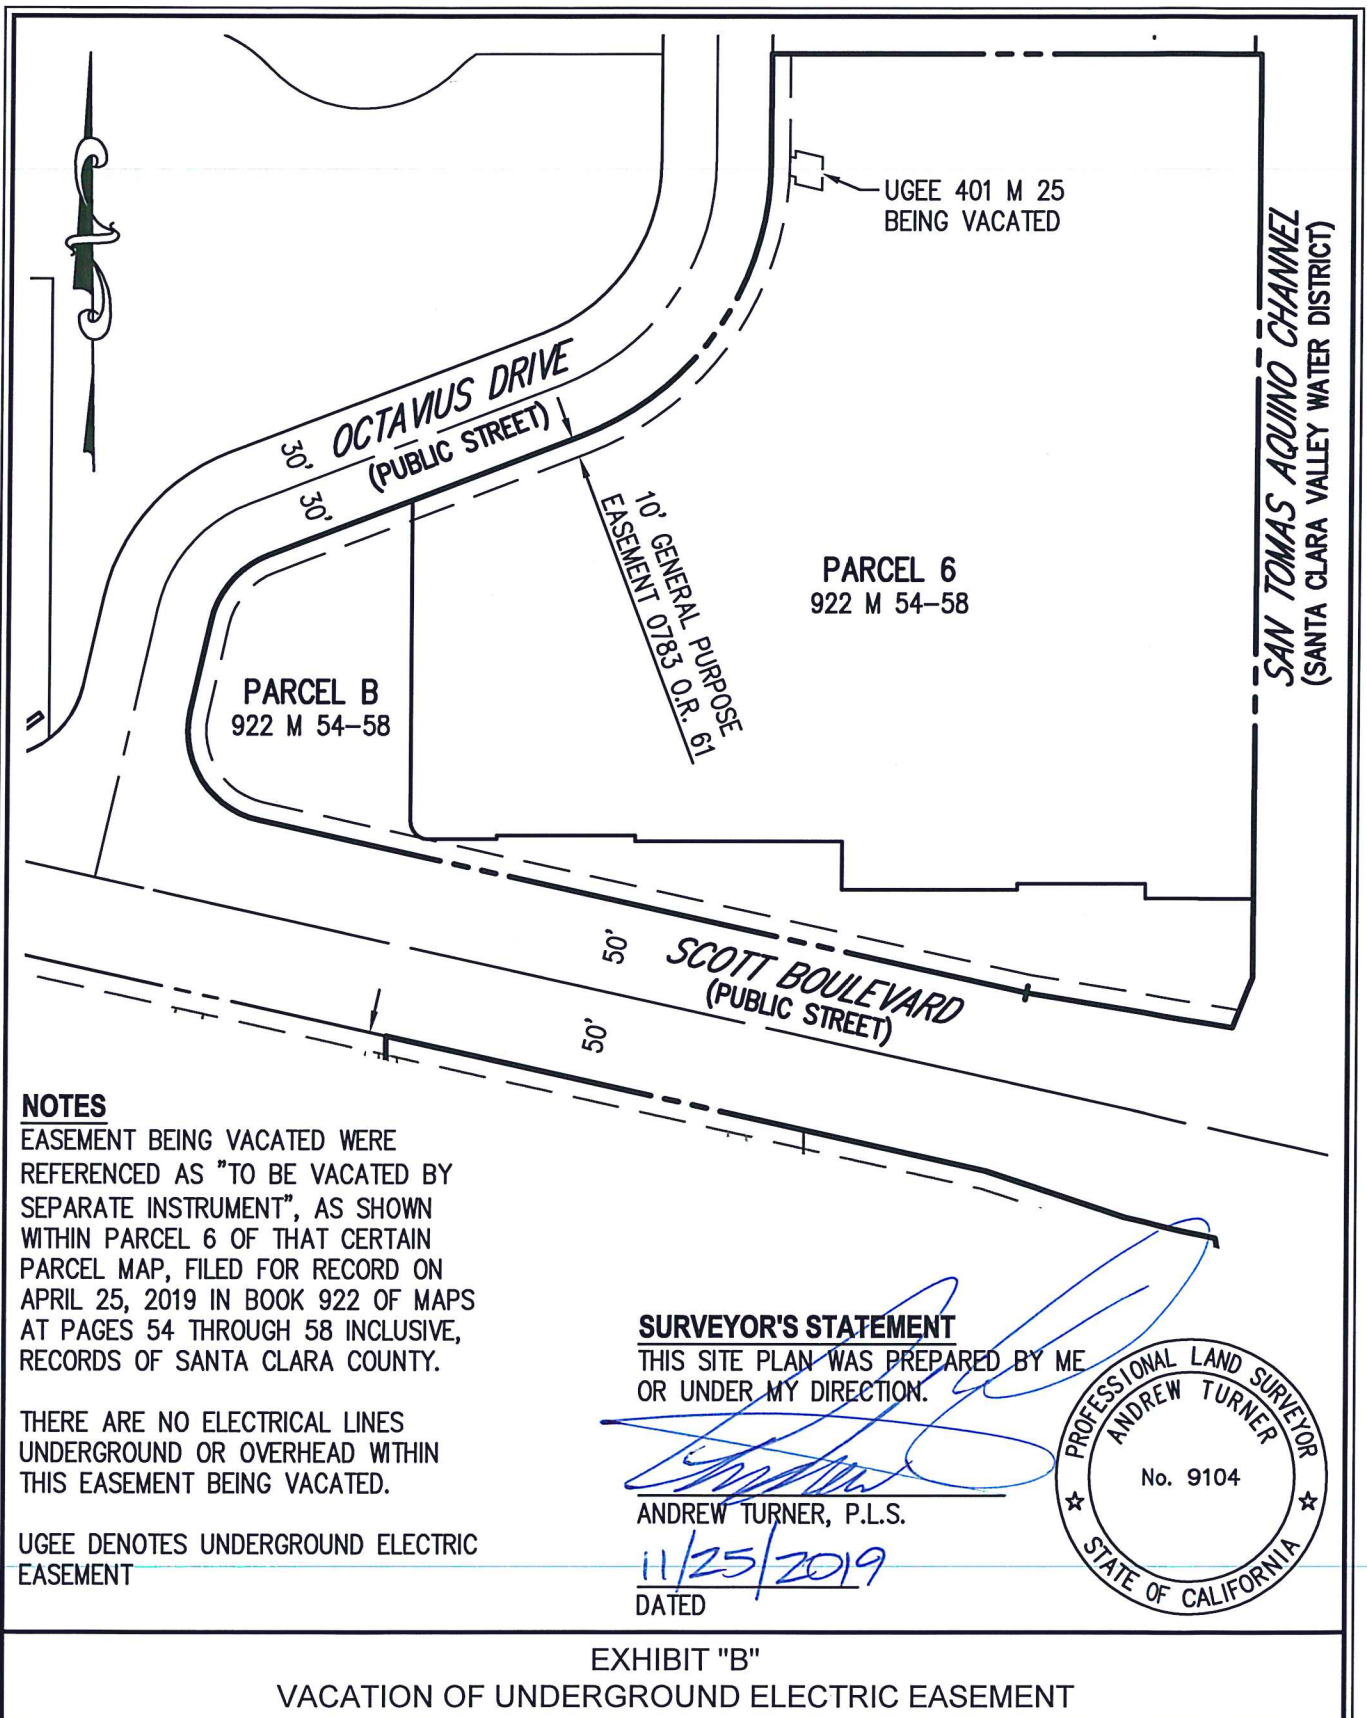 UGEE 401 M 25
BEING VACATED
SAN TOMAS AQUINO CHANNEL
(SANTA CLARA VALLEY WATER DISTRICT)
30' OCTAVIUS DRIVE
30' (PUBLIC STREET)
10' GENERAL PURPOSE
EASEMENT 0783 O.R. 61
PARCEL 6
922 M 54-58
PARCEL B
922 M 54-58
50' SCOTT BOULEVARD
(PUBLIC STREET)
50'
NOTES
EASEMENT BEING VACATED WERE
REFERENCED AS "TO BE VACATED BY
SEPARATE INSTRUMENT", AS SHOWN
WITHIN PARCEL 6 OF THAT CERTAIN
PARCEL MAP, FILED FOR RECORD ON
APRIL 25, 2019 IN BOOK 922 OF MAPS
AT PAGES 54 THROUGH 58 INCLUSIVE,
RECORDS OF SANTA CLARA COUNTY.
THERE ARE NO ELECTRICAL LINES
UNDERGROUND OR OVERHEAD WITHIN
THIS EASEMENT BEING VACATED.
UGEE DENOTES UNDERGROUND ELECTRIC
EASEMENT
SURVEYOR'S STATEMENT
THIS SITE PLAN WAS PREPARED BY ME
OR UNDER MY DIRECTION.
ANDREW TURNER, P.L.S.
11/25/2019
DATED
PROFESSIONAL LAND SURVEYOR
ANDREW TURNER
No. 9104
STATE OF CALIFORNIA
EXHIBIT "B"
VACATION OF UNDERGROUND ELECTRIC EASEMENT